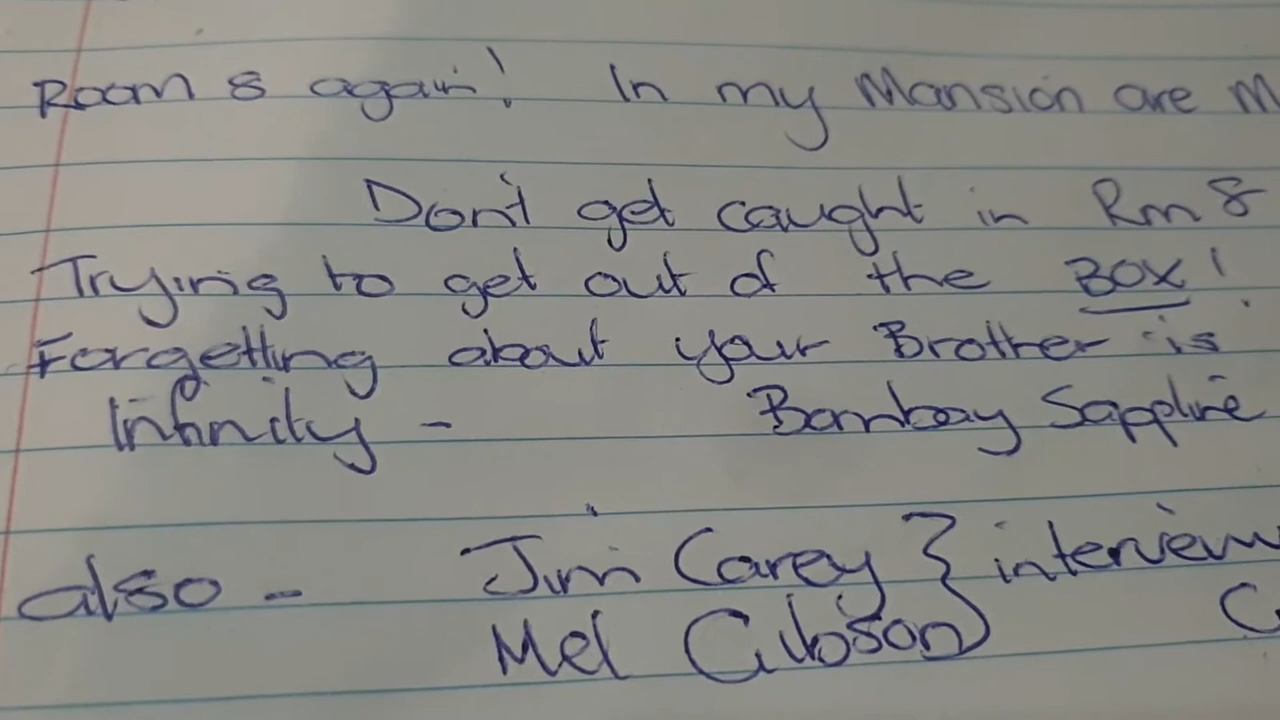 Room 8 again! In my Mansion are M
Don't get caught in Rm 8
Trying to get out of the BOX!
Forgetting about your Brother is
Infinity - Bombay Sapphire
also - Jim Carey } interview
Mel Gibson C